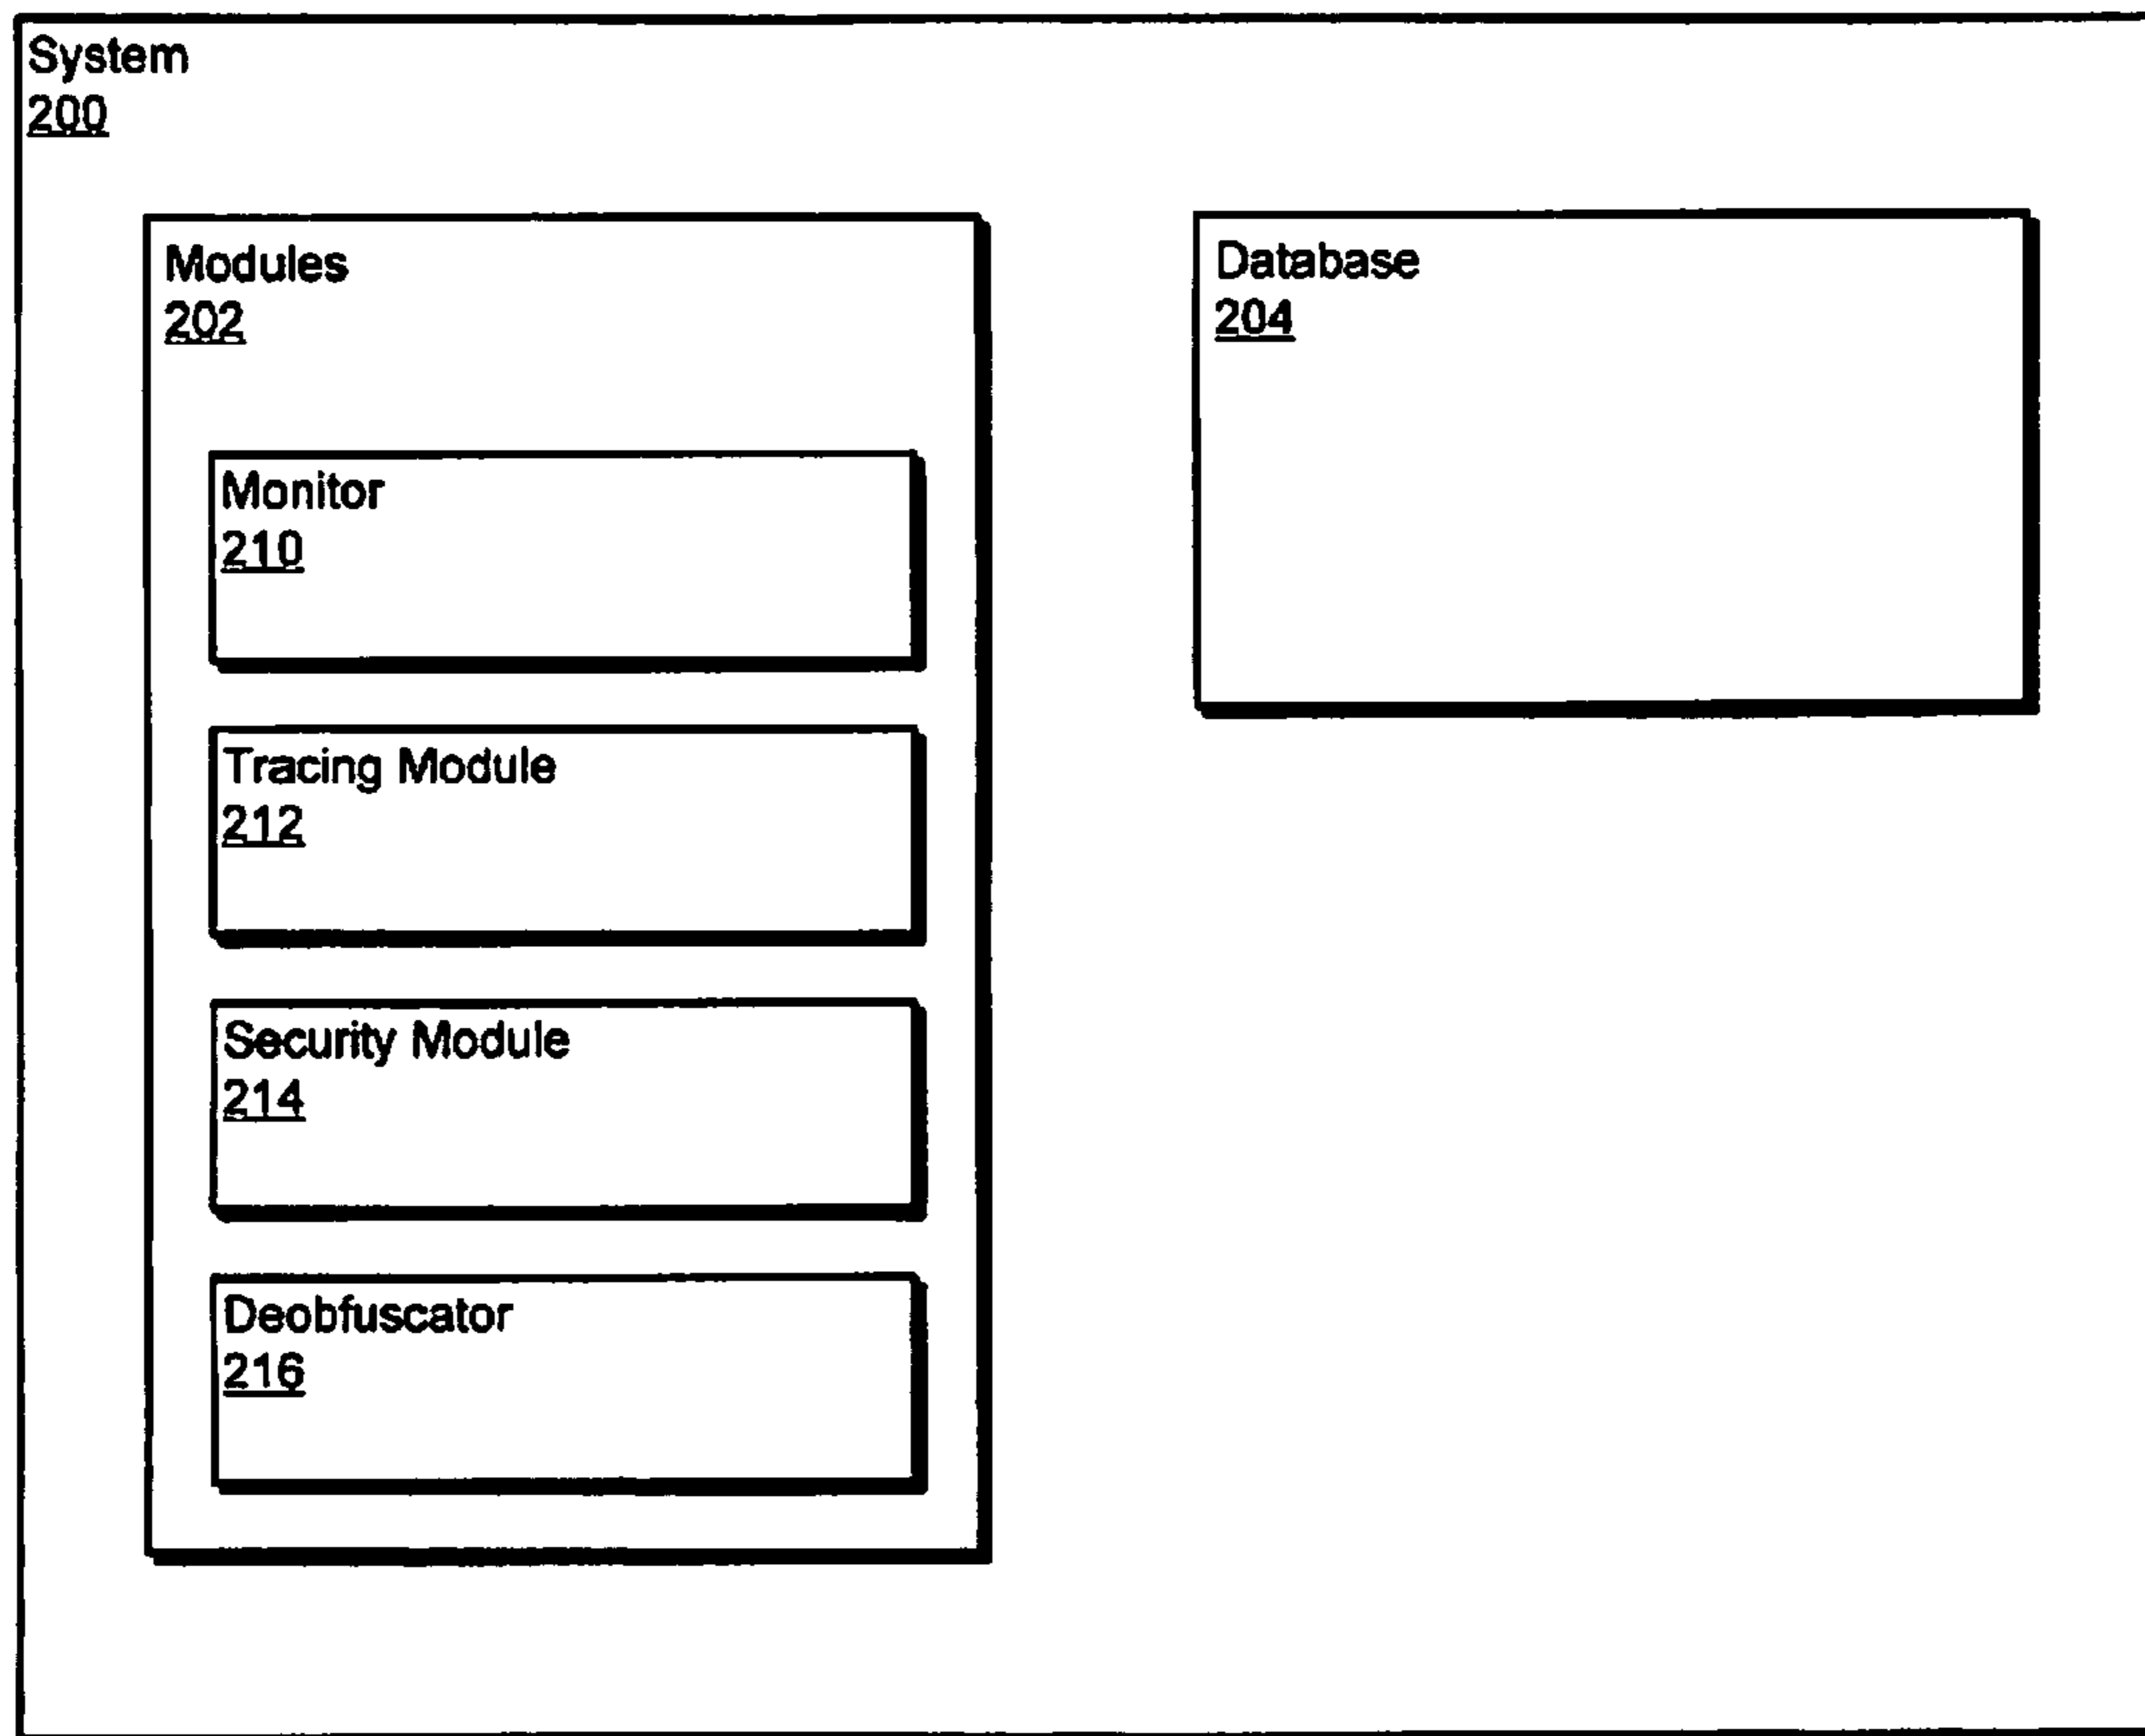 System
200
Modules
202
Database
204
Monitor
210
Tracing Module
212
Security Module
214
Deobfuscator
216